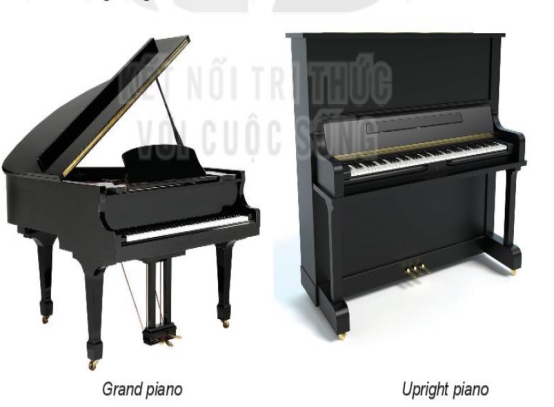 KẾT NỐI TRI THỨC
VỚI CUỘC SỐNG
Grand piano
Upright piano